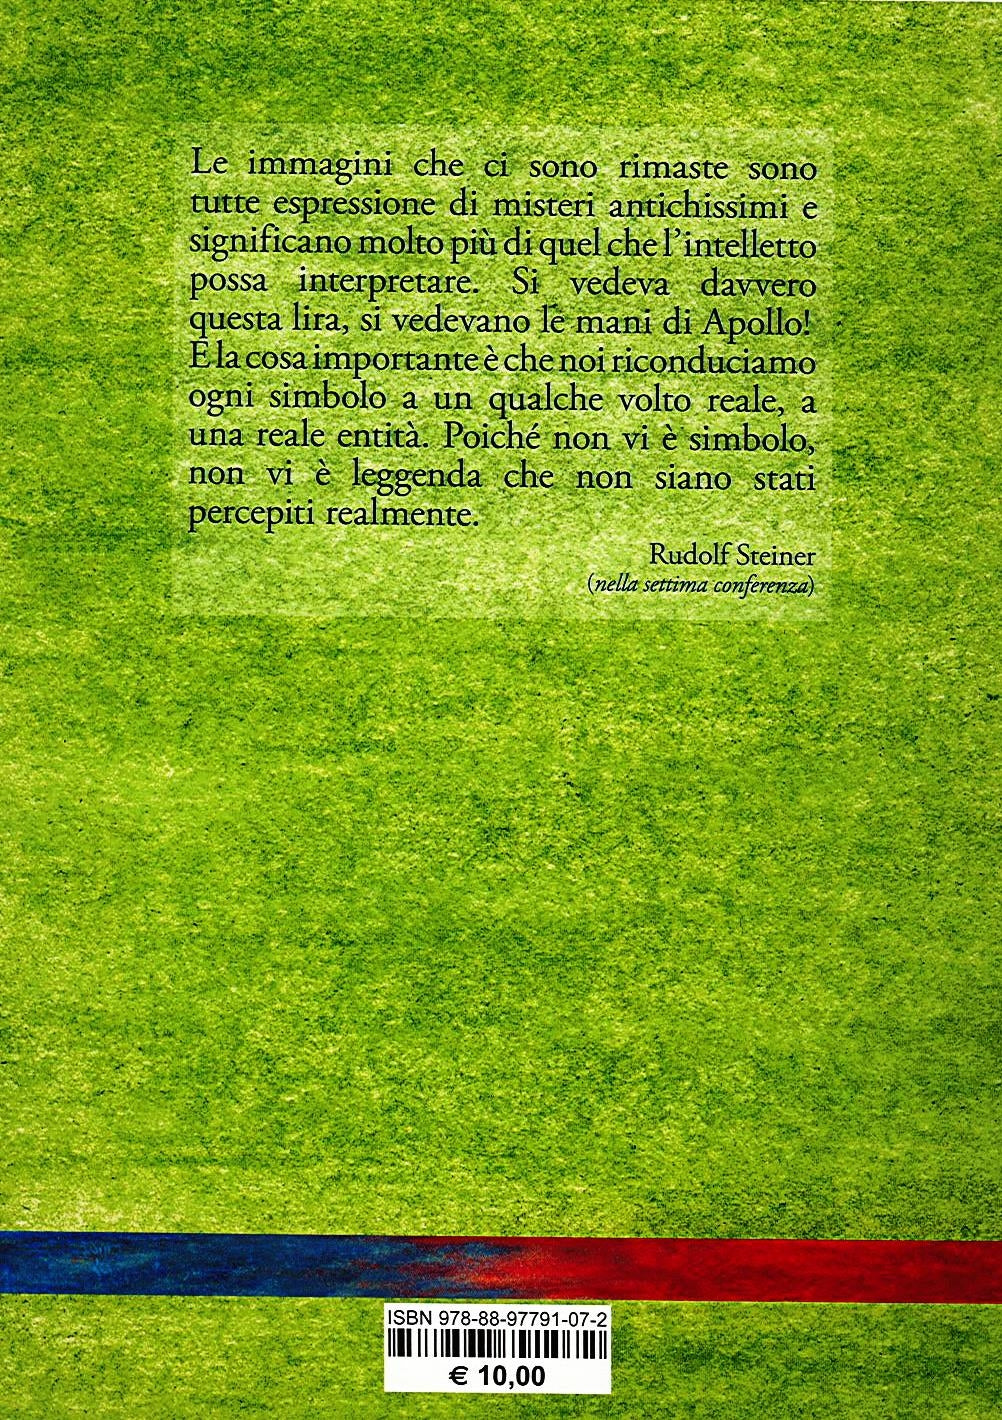 Le immagini che ci sono rimaste sono
tutte espressione di misteri antichissimi e
significano molto più di quel che l'intelletto
possa interpretare. Si vedeva davvero
questa lira, si vedevano le mani di Apollo!
E la cosa importante è che noi riconduciamo
ogni simbolo a un qualche volto reale, a
una reale entità. Poiché non vi è simbolo,
non vi è leggenda che non siano stati
percepiti realmente.
Rudolf Steiner
(nella settima conferenza)
ISBN 978-88-97791-07-2
€ 10,00